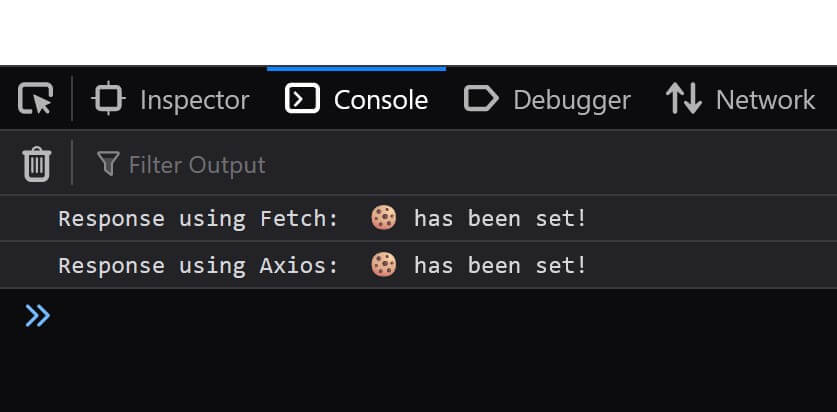 Inspector Console Debugger Network
Filter Output
Response using Fetch: 🍪 has been set!
Response using Axios: 🍪 has been set!